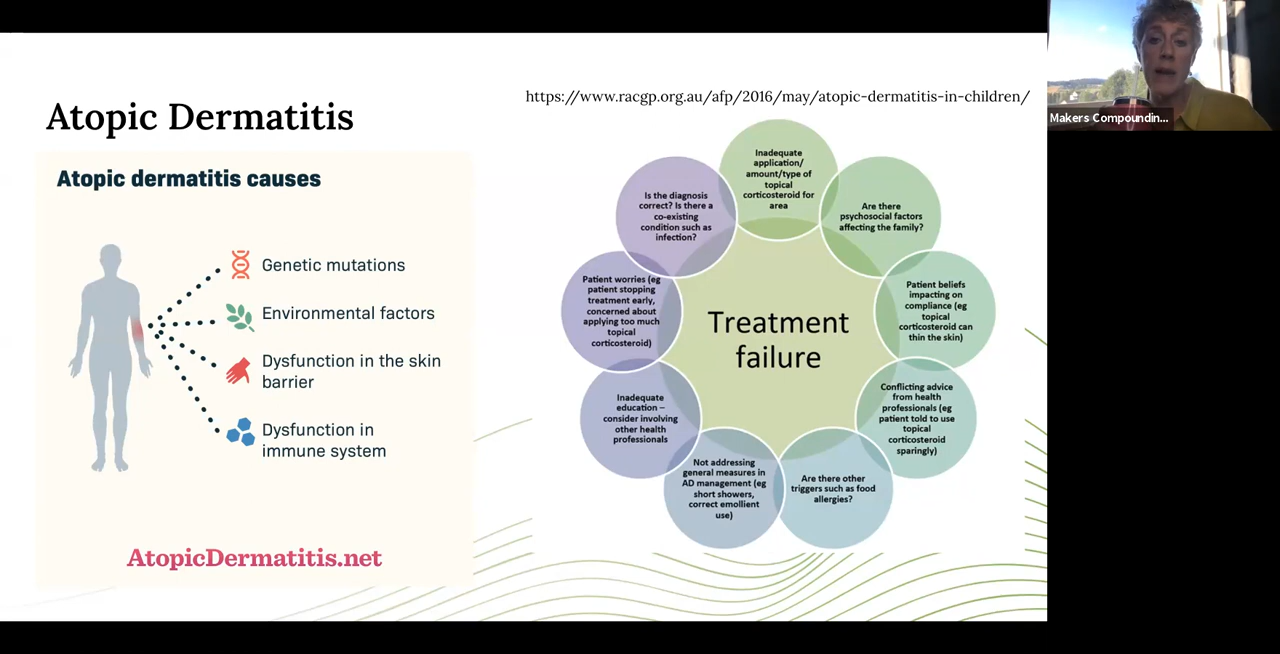 Atopic Dermatitis
https://www.racgp.org.au/afp/2016/may/atopic-dermatitis-in-children/
Makers Compoundin...
Atopic dermatitis causes
Genetic mutations
Environmental factors
Dysfunction in the skin
barrier
Dysfunction in
immune system
AtopicDermatitis.net
Treatment
failure
Inadequate
application/
amount/type of
topical
corticosteroid for
area
Are there
psychosocial factors
affecting the family?
Patient beliefs
impacting on
compliance (eg
topical
corticosteroid can
thin the skin)
Conflicting advice
from health
professionals (eg
patient told to use
topical
corticosteroid
sparingly)
Are there other
triggers such as food
allergies?
Not addressing
general measures in
AD management (eg
short showers,
correct emollient
use)
Inadequate
education –
consider involving
other health
professionals
Patient worries (eg
patient stopping
treatment early,
concerned about
applying too much
topical
corticosteroid)
Is the diagnosis
correct? Is there a
co-existing
condition such as
infection?